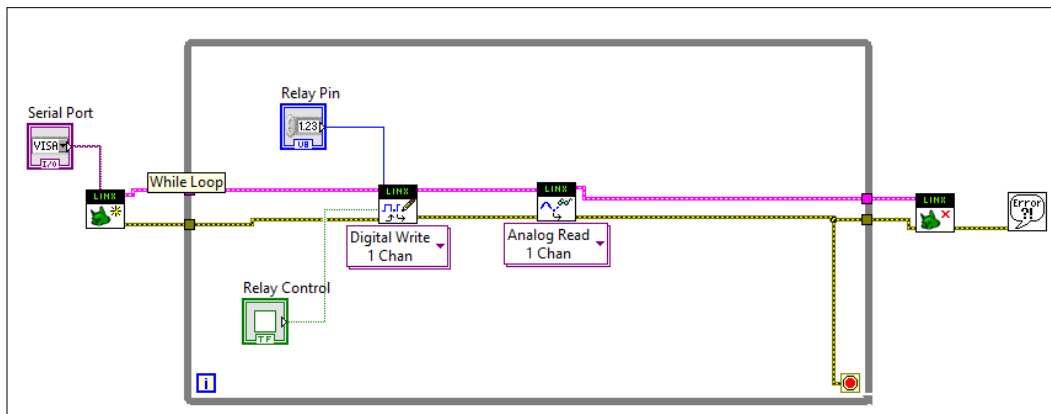 Serial Port
VISA
I/O
LINX
While Loop
Relay Pin
1.23
U8
LINX
Digital Write
1 Chan
LINX
Analog Read
1 Chan
Relay Control
TF
i
LINX
Error
?!